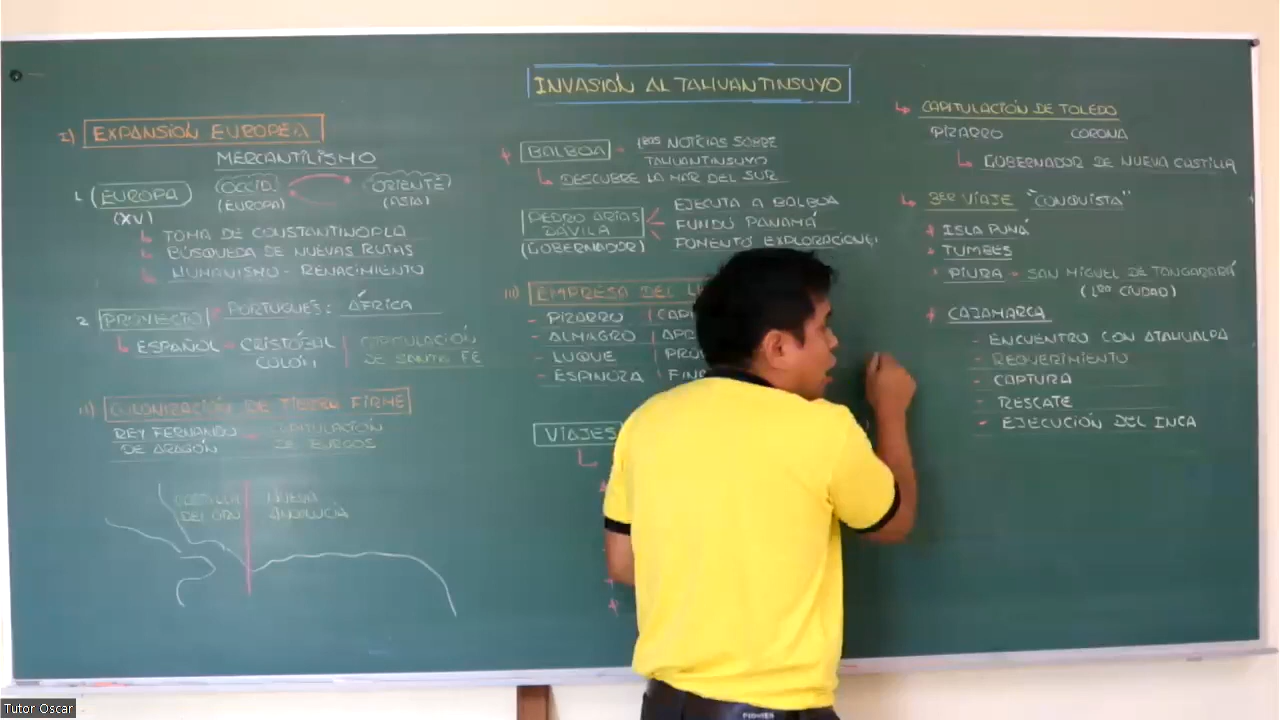 INVASIÓN AL TAHUANTINSUYO
I) EXPANSIÓN EUROPEA
MERCANTILISMO
1. EUROPA
(XV)
OCCID.
(EUROPA)
ORIENTE
(ASIA)
TOMA DE CONSTANTINOPLA
BÚSQUEDA DE NUEVAS RUTAS
HUMANISMO - RENACIMIENTO
2. PROYECTO PORTUGUÉS: ÁFRICA
ESPAÑOL - CRISTÓBAL
COLÓN
CAPITULACIÓN
DE SANTA FÉ
II) COLONIZACIÓN DE TIERRA FIRME
REY FERNANDO
DE ARAGÓN
CAPITULACIÓN
DE BURGOS
CASTILLA
DEL ORO
NUEVA
ANDALUCÍA
BALBOA - 1RAS NOTICIAS SOBRE
TAHUANTINSUYO
DESCUBRE LA MAR DEL SUR
PEDRO ARIAS
DÁVILA
(GOBERNADOR)
EJECUTA A BALBOA
FUNDÓ PANAMÁ
FOMENTÓ EXPLORACIONES
III) EMPRESA DEL
- PIZARRO
- ALMAGRO
- LUQUE
- ESPINOZA
VIAJES
CAPITULACIÓN DE TOLEDO
PIZARRO CORONA
GOBERNADOR DE NUEVA CASTILLA
3ER VIAJE "CONQUISTA"
ISLA PUNÁ
TUMBES
PIURA - SAN MIGUEL DE TANGARARÁ
(1RA CIUDAD)
CAJAMARCA
- ENCUENTRO CON ATAHUALPA
- REQUERIMIENTO
- CAPTURA
- RESCATE
- EJECUCIÓN DEL INCA
Tutor Oscar